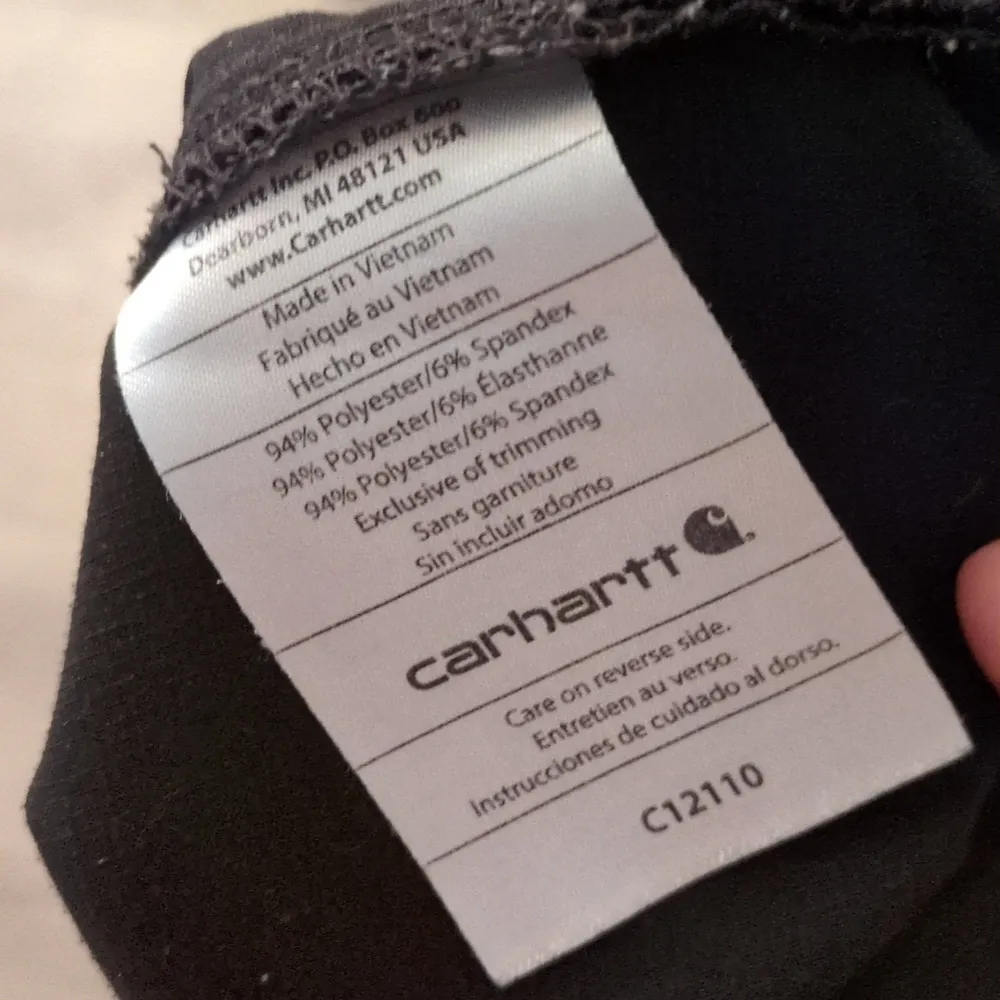 Carhartt Inc. P.O. Box 600
Dearborn, MI 48121 USA
www.Carhartt.com
Made in Vietnam
Fabriqué au Vietnam
Hecho en Vietnam
94% Polyester/6% Spandex
94% Polyester/6% Élasthanne
94% Polyester/6% Spandex
Exclusive of trimming
Sans garniture
Sin incluir adorno
carhartt
Care on reverse side.
Entretien au verso.
Instrucciones de cuidado al dorso.
C12110